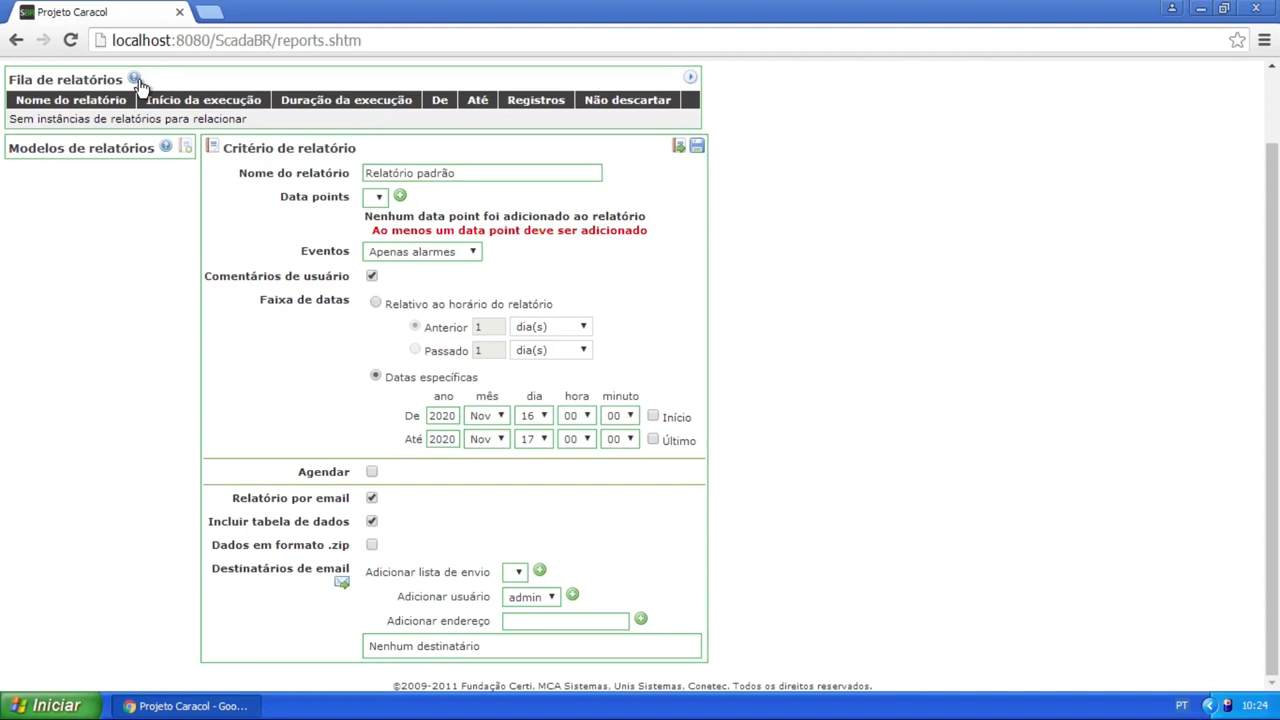 Projeto Caracol
localhost:8080/ScadaBR/reports.shtm
Fila de relatórios
Nome do relatório Início da execução Duração da execução De Até Registros Não descartar
Sem instâncias de relatórios para relacionar
Modelos de relatórios
Critério de relatório
Nome do relatório Relatório padrão
Data points
Nenhum data point foi adicionado ao relatório
Ao menos um data point deve ser adicionado
Eventos Apenas alarmes
Comentários de usuário
Faixa de datas
Relativo ao horário do relatório
Anterior 1 dia(s)
Passado 1 dia(s)
Datas específicas
ano mês dia hora minuto
De 2020 Nov 16 00 00 Início
Até 2020 Nov 17 00 00 Último
Agendar
Relatório por email
Incluir tabela de dados
Dados em formato .zip
Destinatários de email
Adicionar lista de envio
Adicionar usuário admin
Adicionar endereço
Nenhum destinatário
©2009-2011 Fundação Certi, MCA Sistemas, Unis Sistemas, Conetec. Todos os direitos reservados.
Iniciar Projeto Caracol - Goo... PT 10:24